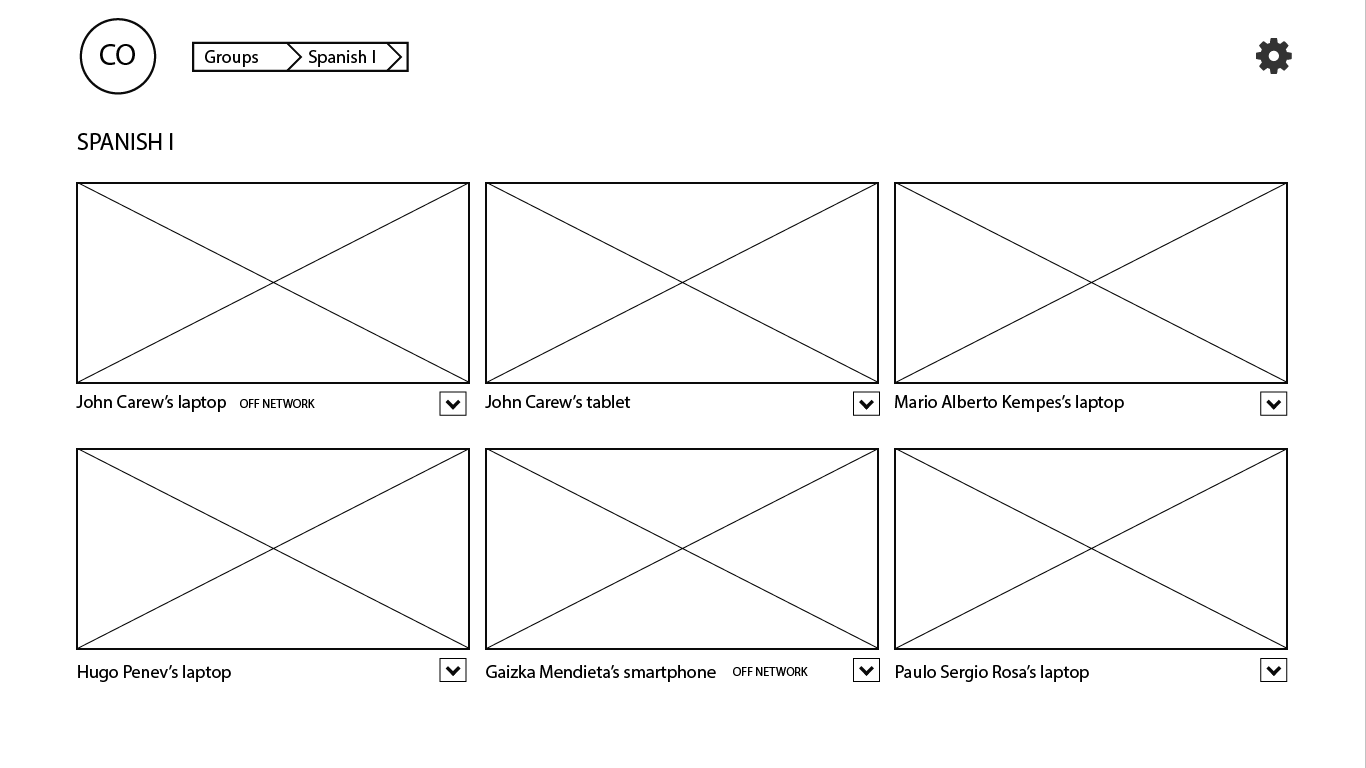 CO
Groups
Spanish I
SPANISH I
John Carew’s laptop OFF NETWORK
John Carew’s tablet
Mario Alberto Kempes’s laptop
Hugo Penev’s laptop
Gaizka Mendieta’s smartphone OFF NETWORK
Paulo Sergio Rosa’s laptop